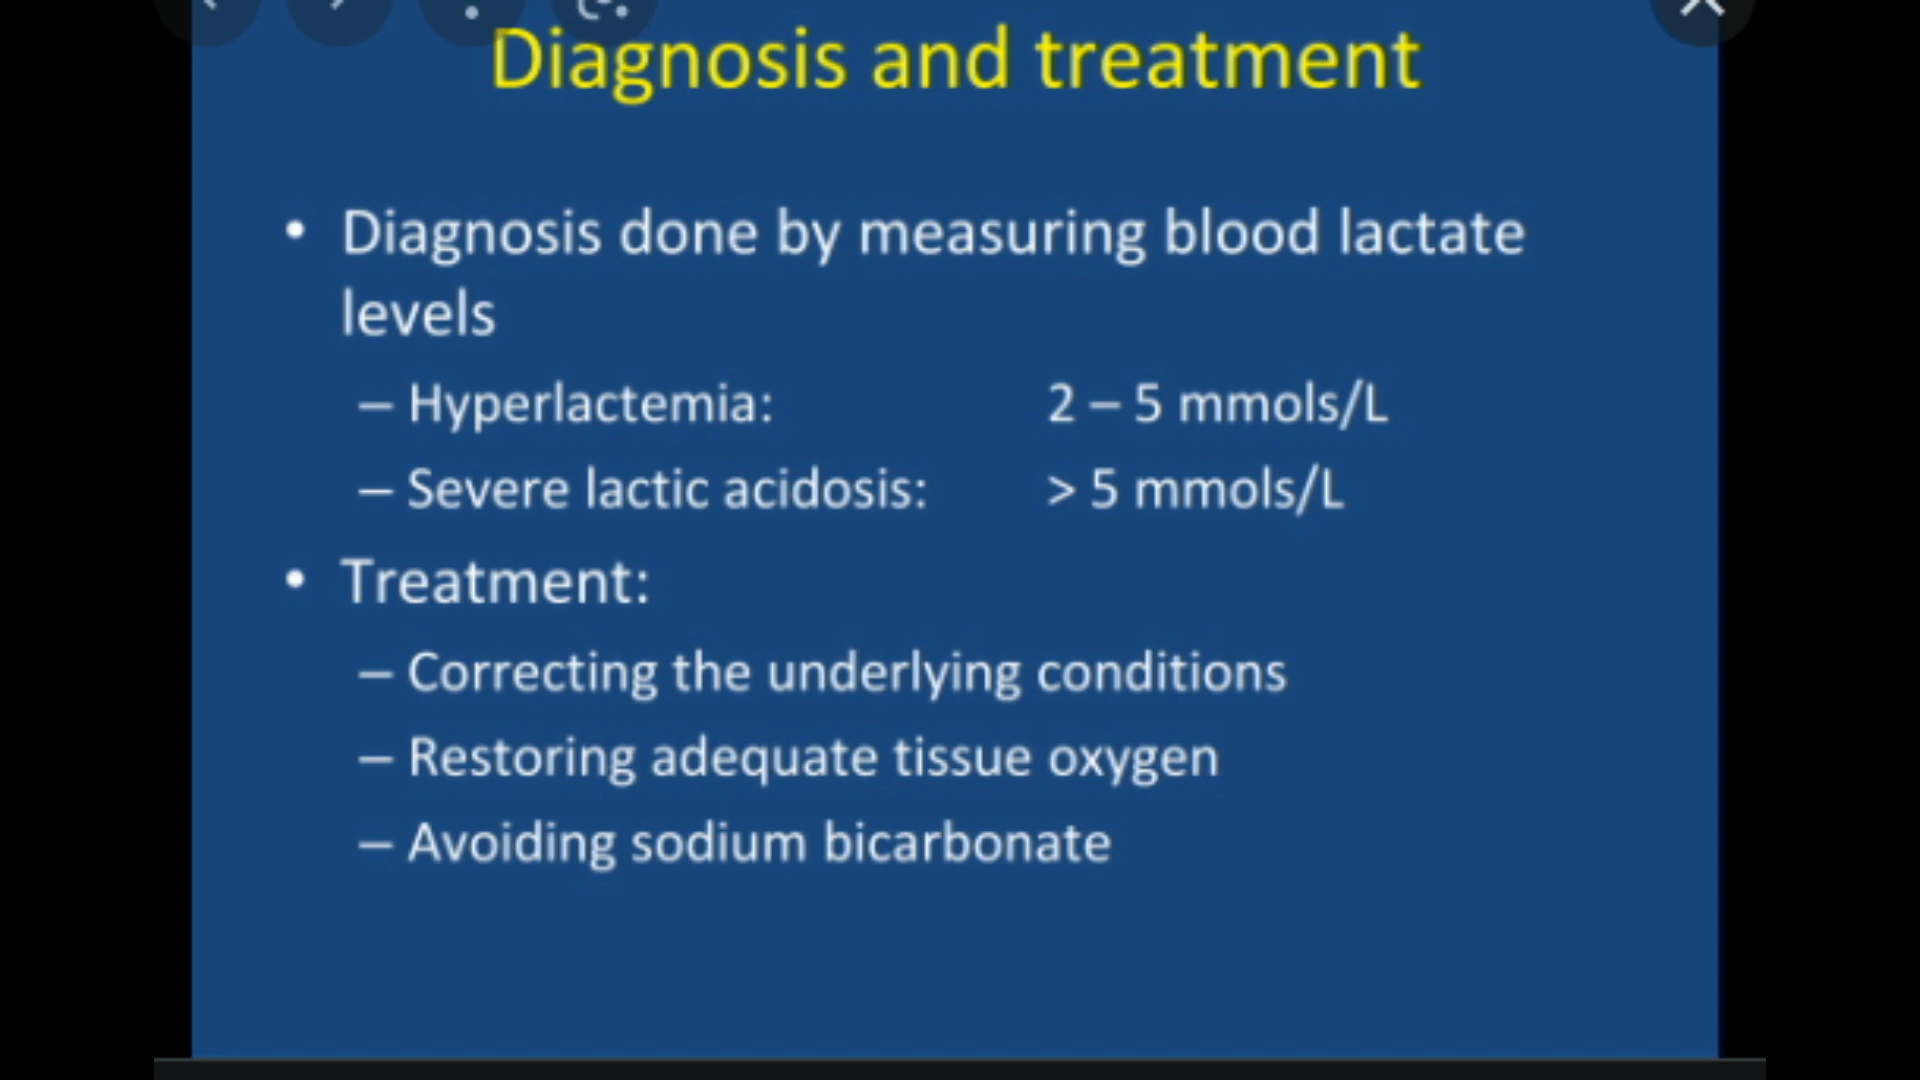 Diagnosis and treatment
• Diagnosis done by measuring blood lactate
levels
– Hyperlactemia: 2 – 5 mmols/L
– Severe lactic acidosis: > 5 mmols/L
• Treatment:
– Correcting the underlying conditions
– Restoring adequate tissue oxygen
– Avoiding sodium bicarbonate